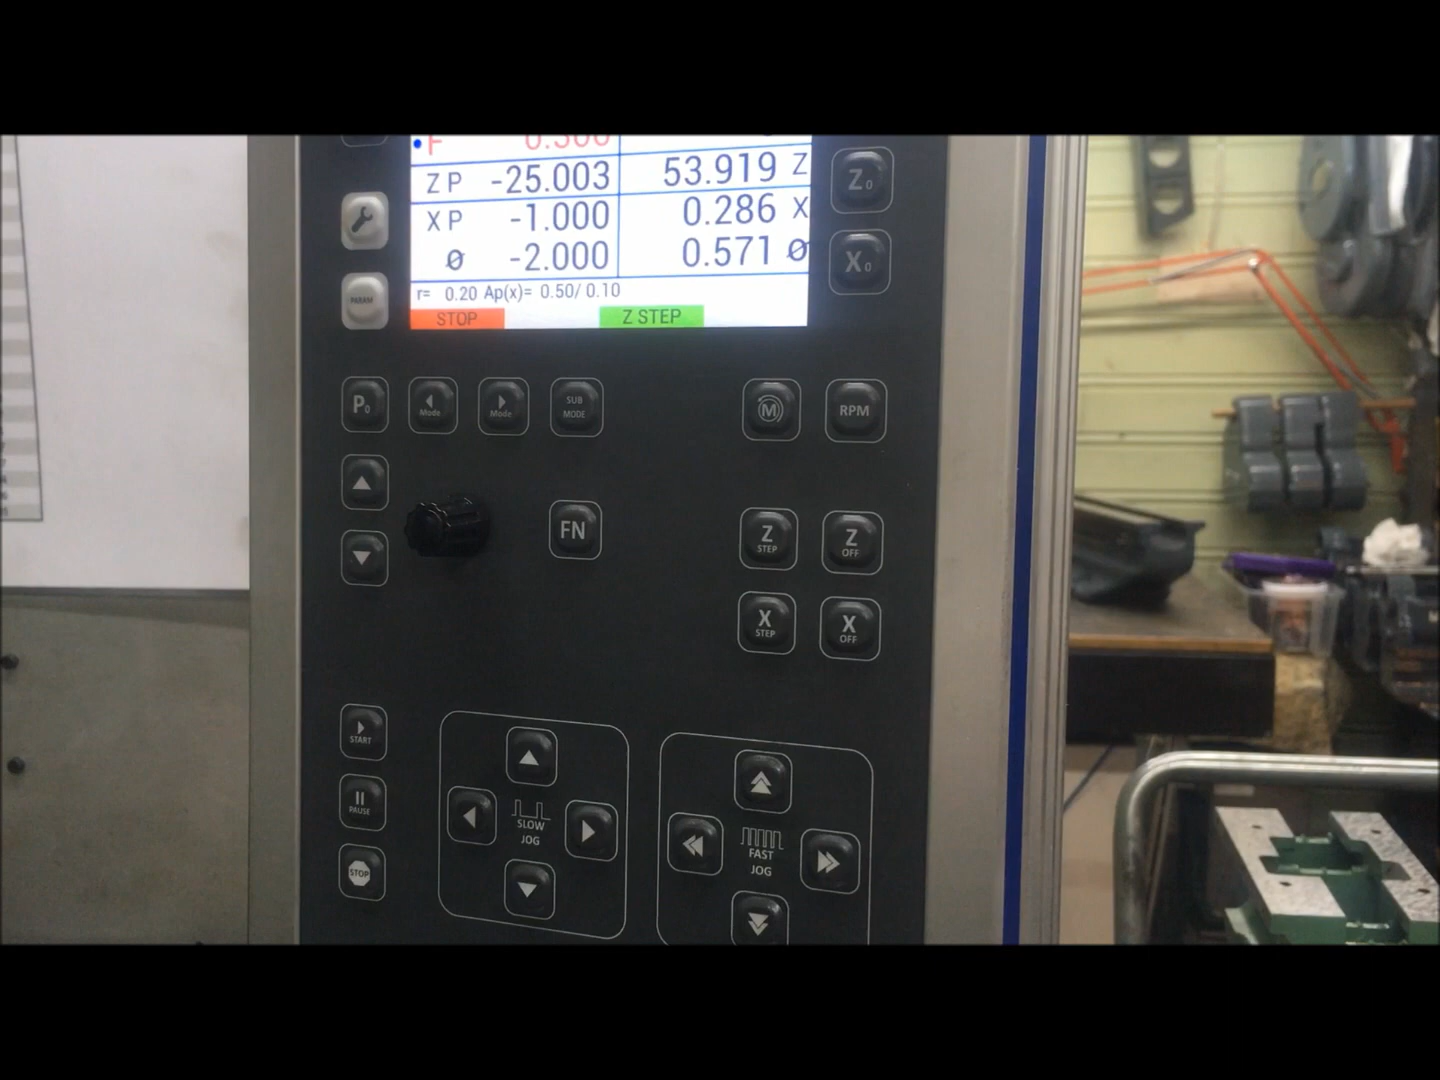 F 0.300
Z P -25.003 53.919 Z
X P -1.000 0.286 X
Ø -2.000 0.571 Ø
r= 0.20 Ap(x)= 0.50/ 0.10
STOP Z STEP
Z0
X0
PARAM
P0
Mode
Mode
SUB
MODE
M
RPM
FN
Z
STEP
Z
OFF
X
STEP
X
OFF
START
PAUSE
STOP
SLOW
JOG
FAST
JOG